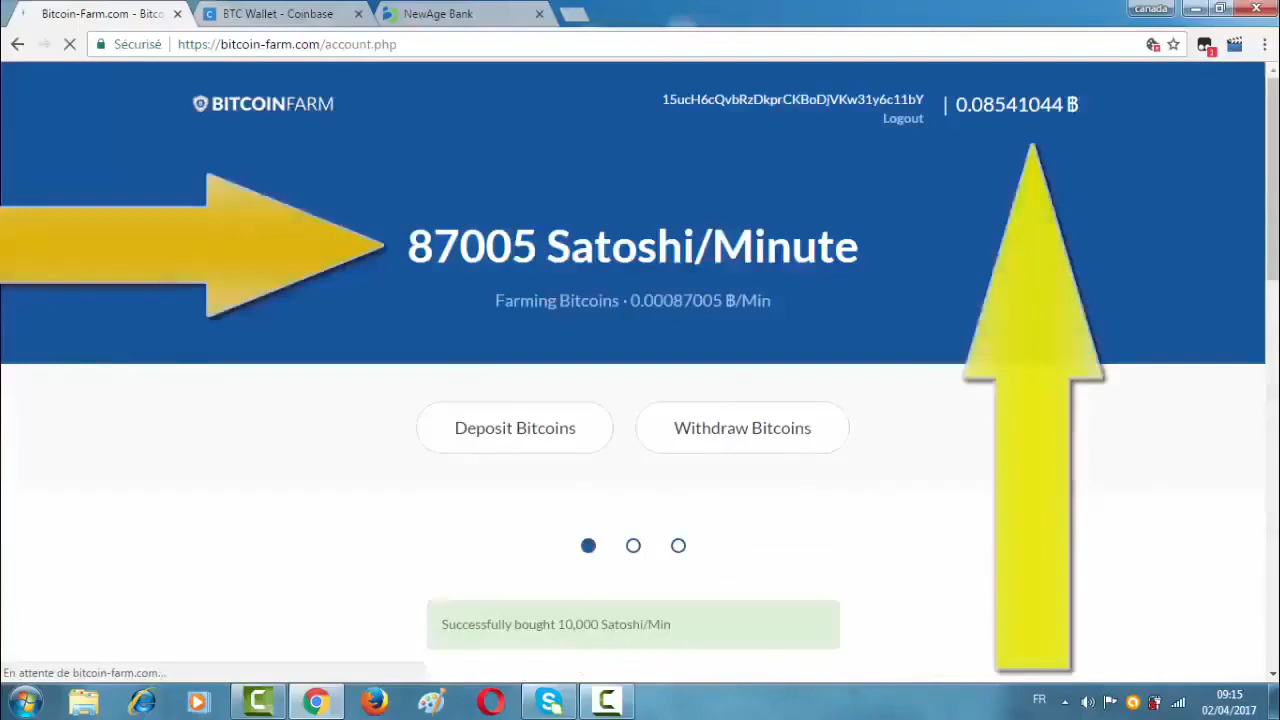 Bitcoin-Farm.com - Bitco
BTC Wallet - Coinbase
NewAge Bank
canada
Sécurisé
https://bitcoin-farm.com/account.php
1
BITCOINFARM
15ucH6cQvbRzDkprCKBoDjVKw31y6c11bY
Logout
| 0.08541044 ฿
87005 Satoshi/Minute
Farming Bitcoins · 0.00087005 ฿/Min
Deposit Bitcoins
Withdraw Bitcoins
Successfully bought 10,000 Satoshi/Min
En attente de bitcoin-farm.com...
FR
09:15
02/04/2017